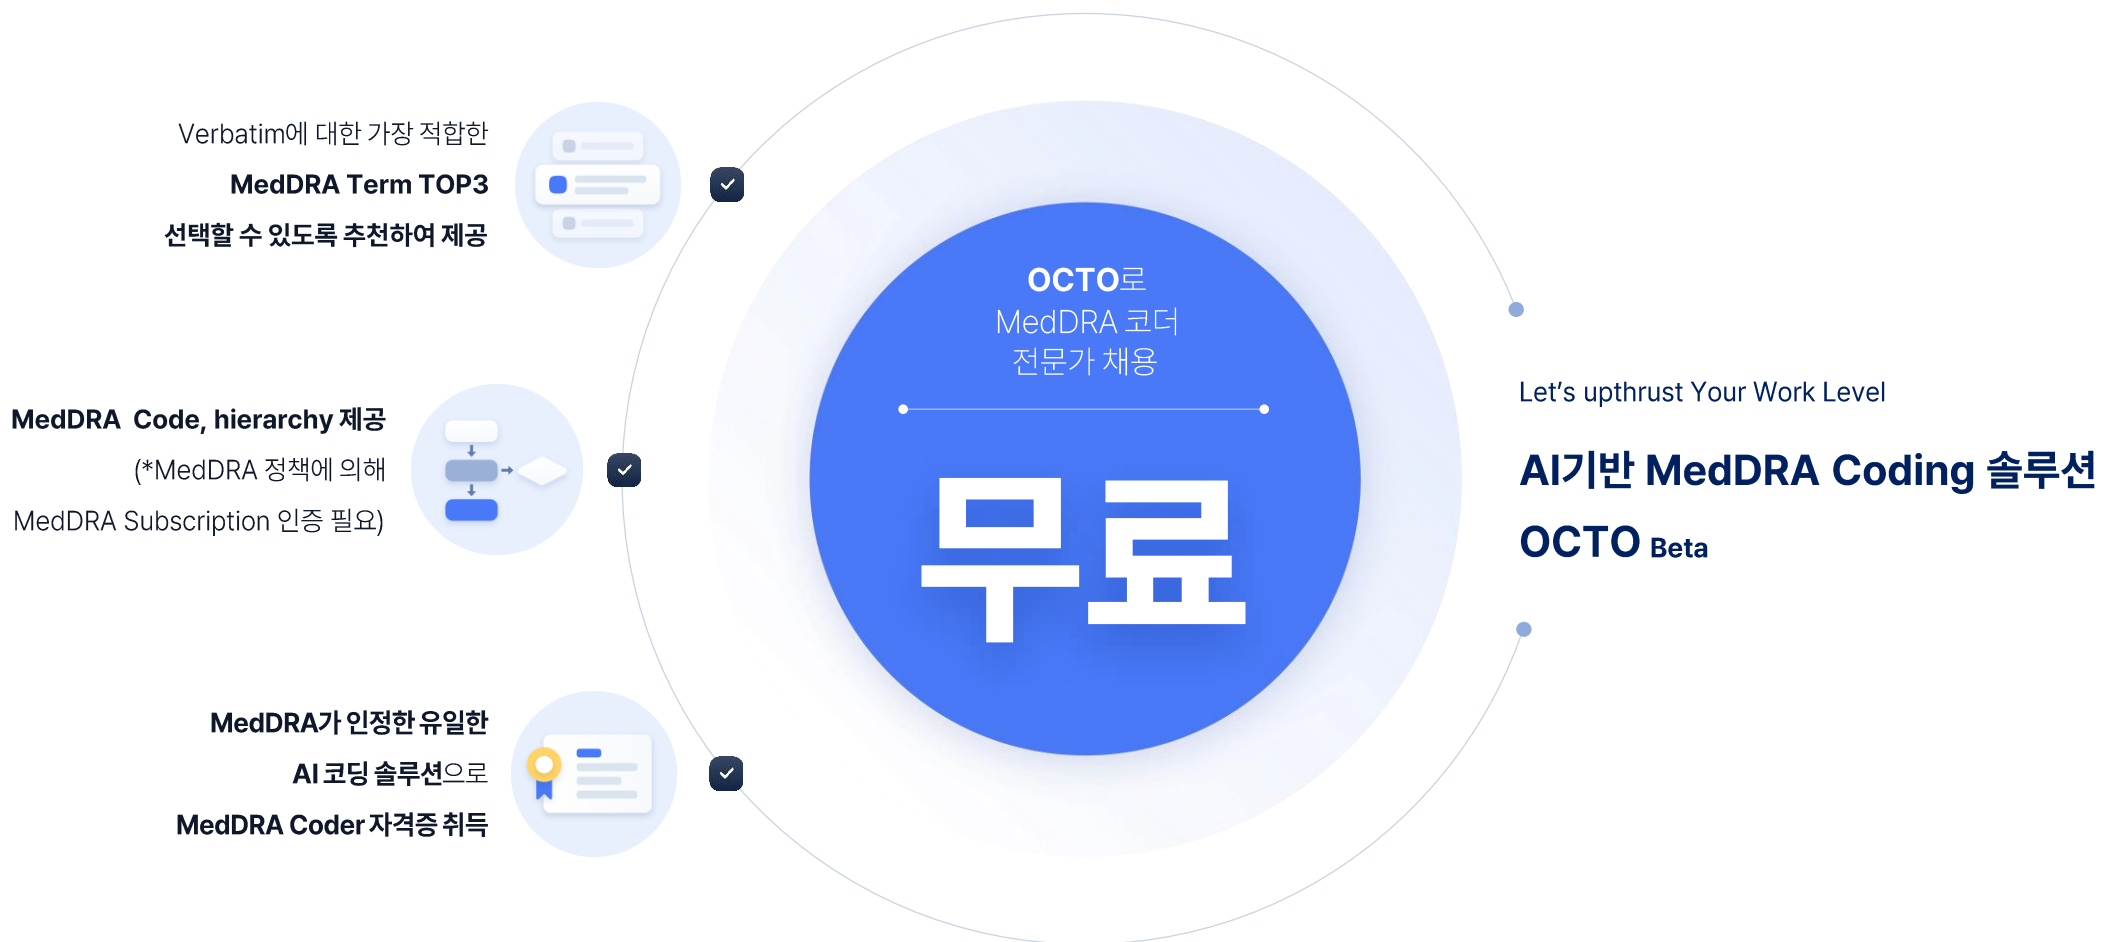 Verbatim에 대한 가장 적합한
MedDRA Term TOP3
선택할 수 있도록 추천하여 제공
MedDRA Code, hierarchy 제공
(*MedDRA 정책에 의해
MedDRA Subscription 인증 필요)
MedDRA가 인정한 유일한
AI 코딩 솔루션으로
MedDRA Coder 자격증 취득
OCTO로
MedDRA 코더
전문가 채용
무료
Let’s upthrust Your Work Level
AI기반 MedDRA Coding 솔루션
OCTO Beta